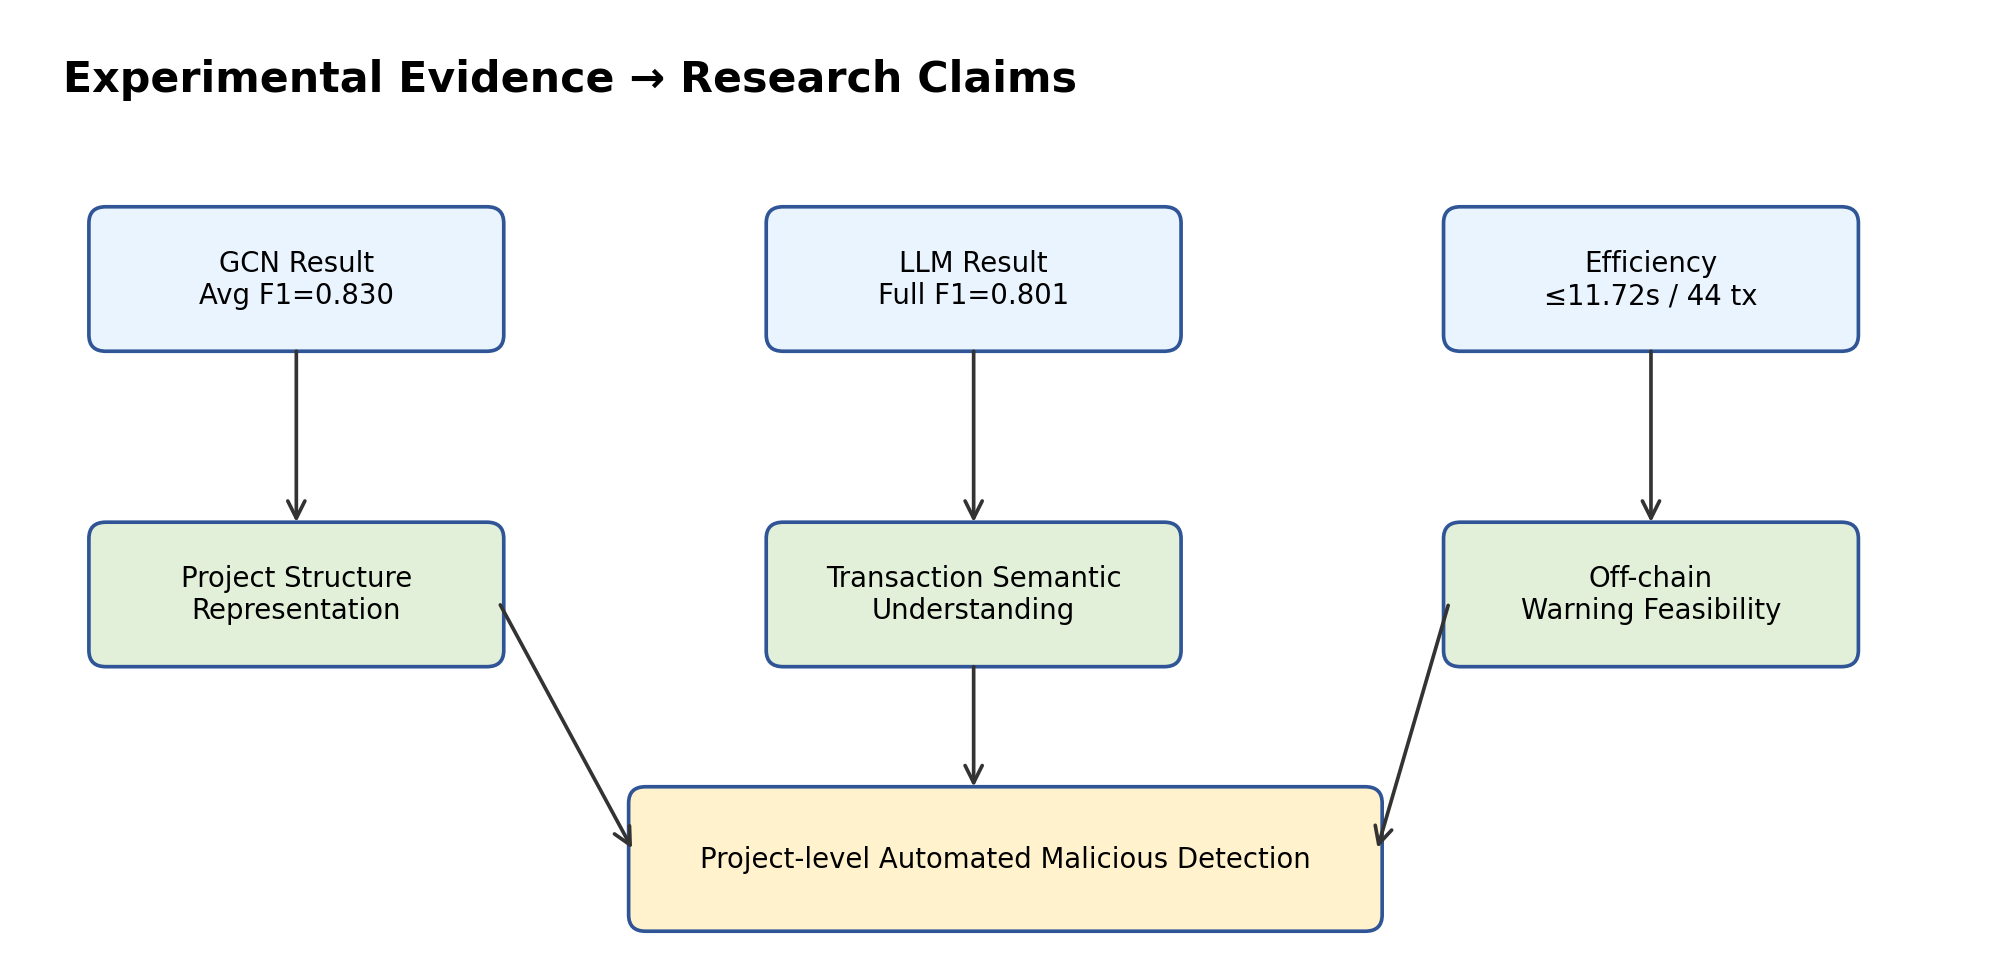 Experimental Evidence → Research Claims
GCN Result
Avg F1=0.830
LLM Result
Full F1=0.801
Efficiency
≤11.72s / 44 tx
Project Structure
Representation
Transaction Semantic
Understanding
Off-chain
Warning Feasibility
Project-level Automated Malicious Detection